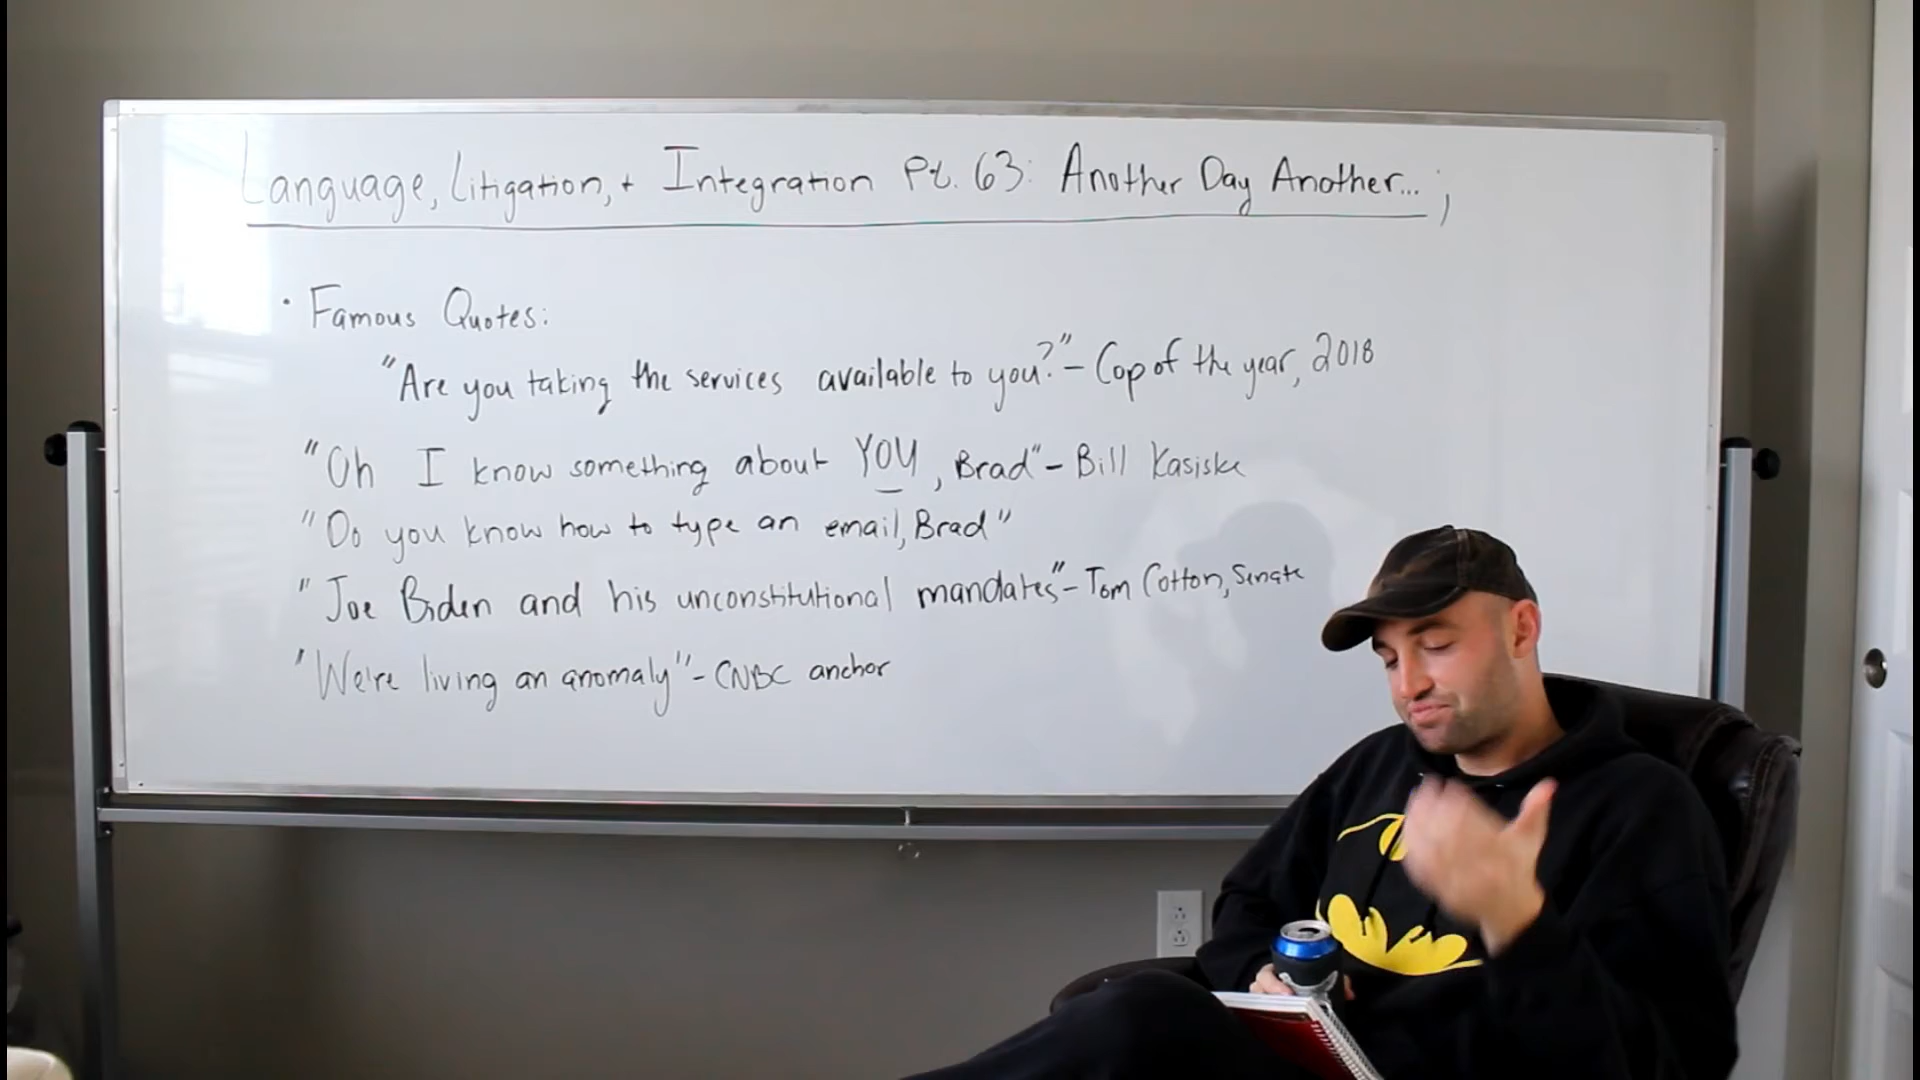 Language, Litigation, + Integration Pt. 63: Another Day Another... ;
· Famous Quotes:
"Are you taking the services available to you?" - Cop of the year, 2018
"Oh I know something about YOU, Brad" - Bill Kasiske
"Do you know how to type an email, Brad"
"Joe Biden and his unconstitutional mandates" - Tom Cotton, Senate
"We're living an anomaly" - CNBC anchor